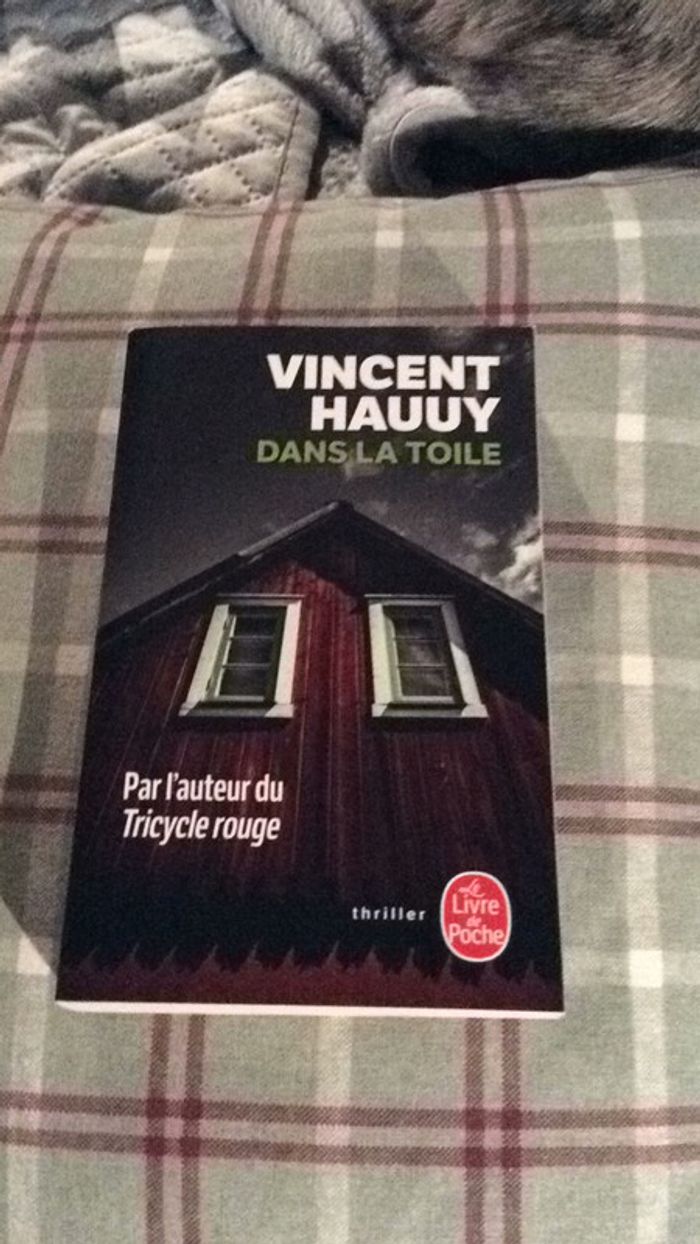 VINCENT
HAUUY
DANS LA TOILE
Par l'auteur du
Tricycle rouge
thriller
Le
Livre
de
Poche